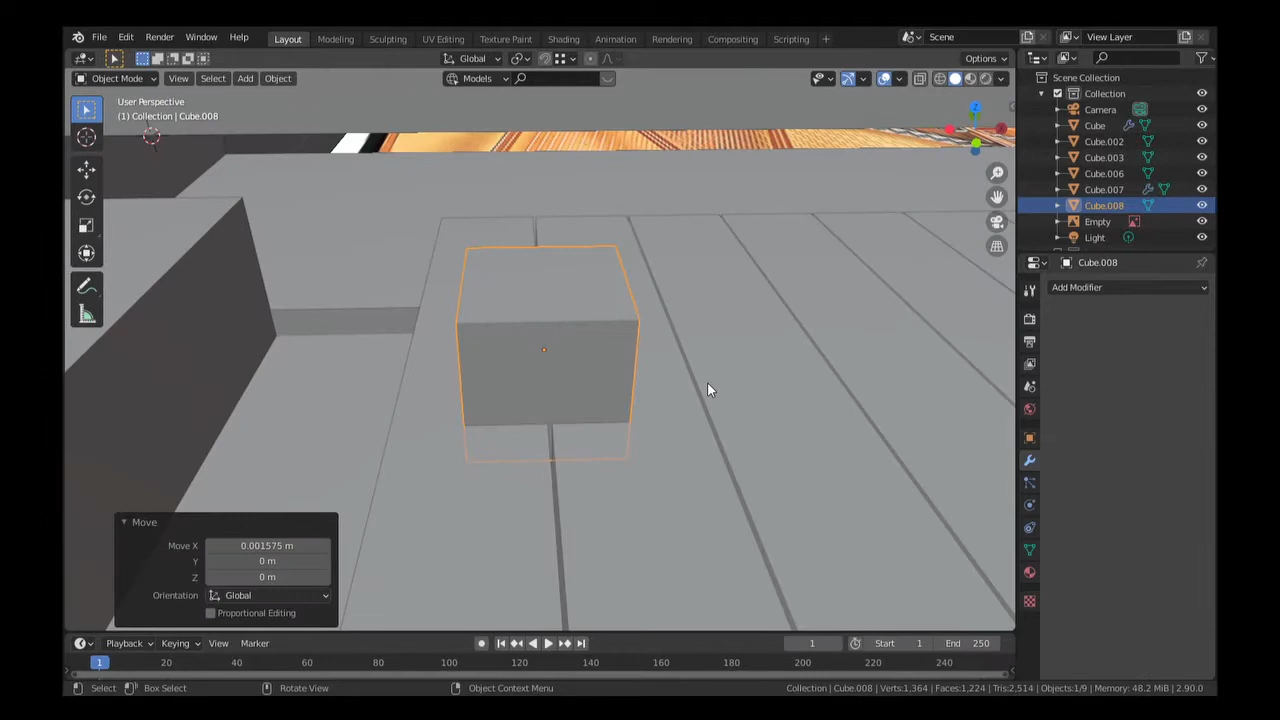 File Edit Render Window Help Layout Modeling Sculpting UV Editing Texture Paint Shading Animation Rendering Compositing Scripting + Scene View Layer
Global Options
Object Mode View Select Add Object Models
User Perspective
(1) Collection | Cube.008
Scene Collection
Collection
Camera
Cube
Cube.002
Cube.003
Cube.006
Cube.007
Cube.008
Empty
Light
Cube.008
Add Modifier
Move
Move X 0.001575 m
Y 0 m
Z 0 m
Orientation Global
Proportional Editing
Playback Keying View Marker 1 Start 1 End 250
1 20 40 60 80 100 120 140 160 180 200 220 240
Select Box Select Rotate View Object Context Menu Collection | Cube.008 | Verts:1,364 | Faces:1,224 | Tris:2,514 | Objects:1/9 | Memory: 48.2 MiB | 2.90.0